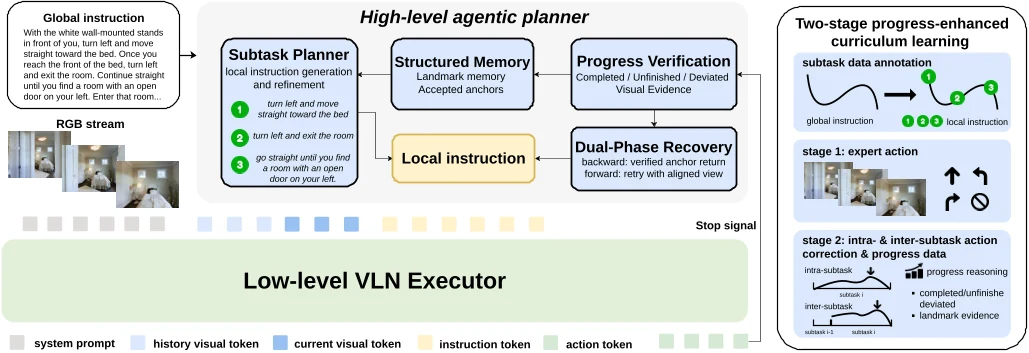 Global instruction
With the white wall-mounted stands
in front of you, turn left and move
straight toward the bed. Once you
reach the front of the bed, turn left
and exit the room. Continue straight
until you find a room with an open
door on your left. Enter that room...
RGB stream
High-level agentic planner
Subtask Planner
local instruction generation
and refinement
1 turn left and move
straight toward the bed
2 turn left and exit the room
3 go straight until you find
a room with an open
door on your left.
Structured Memory
Landmark memory
Accepted anchors
Progress Verification
Completed / Unfinished / Deviated
Visual Evidence
Local instruction
Dual-Phase Recovery
backward: verified anchor return
forward: retry with aligned view
Stop signal
Low-level VLN Executor
system prompt
history visual token
current visual token
instruction token
action token
Two-stage progress-enhanced
curriculum learning
subtask data annotation
1
2
3
global instruction
1 2 3 local instruction
stage 1: expert action
stage 2: intra- & inter-subtask action
correction & progress data
intra-subtask
subtask i
inter-subtask
subtask i-1 subtask i
progress reasoning
▪ completed/unfinishe
deviated
▪ landmark evidence